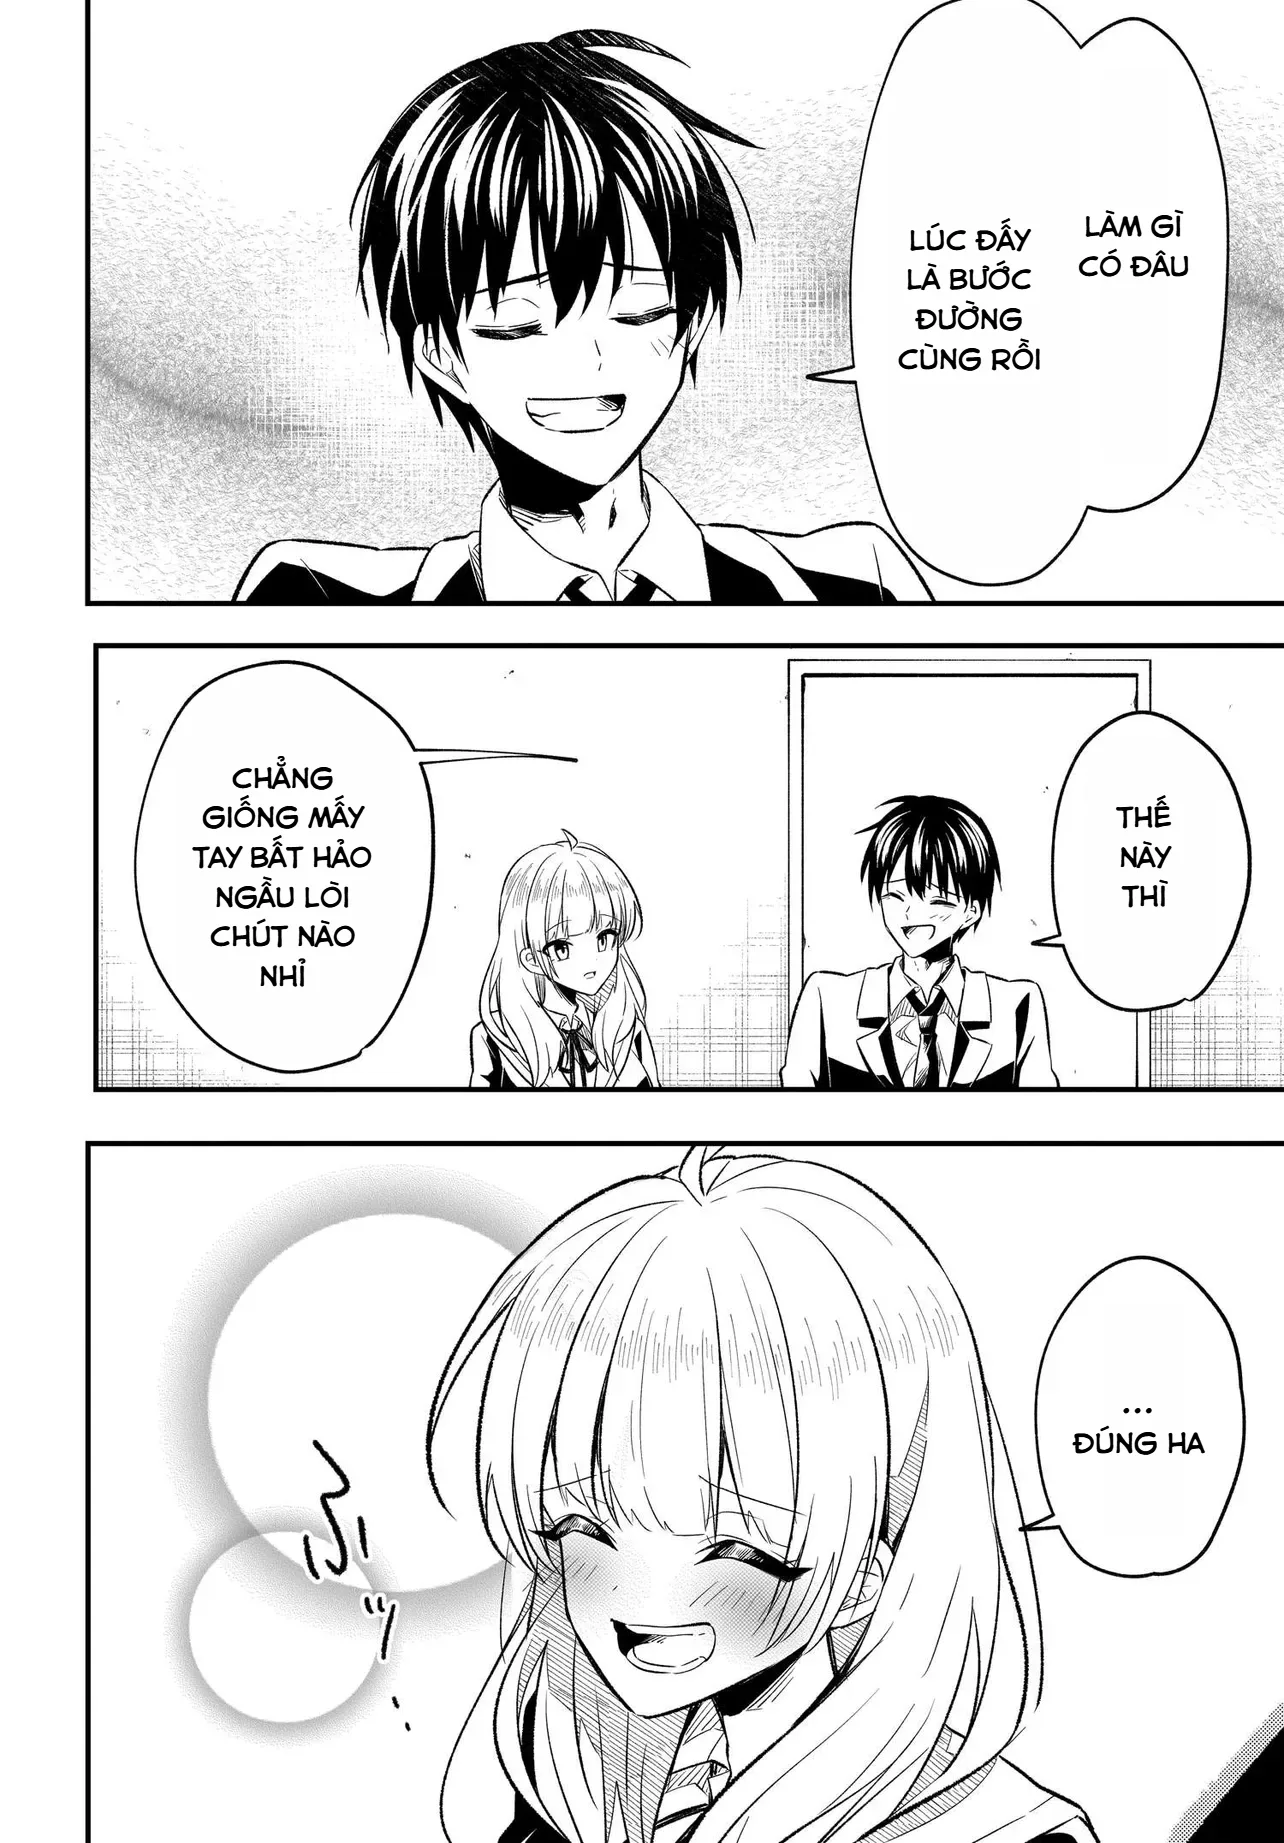 LÀM GÌ
CÓ ĐÂU
LÚC ĐẤY
LÀ BƯỚC
ĐƯỜNG
CÙNG RỒI
THẾ
NÀY
THÌ
CHẲNG
GIỐNG MẤY
TAY BẤT HẢO
NGẦU LÒI
CHÚT NÀO
NHỈ
...
ĐÚNG HA
ふ
ッ
...